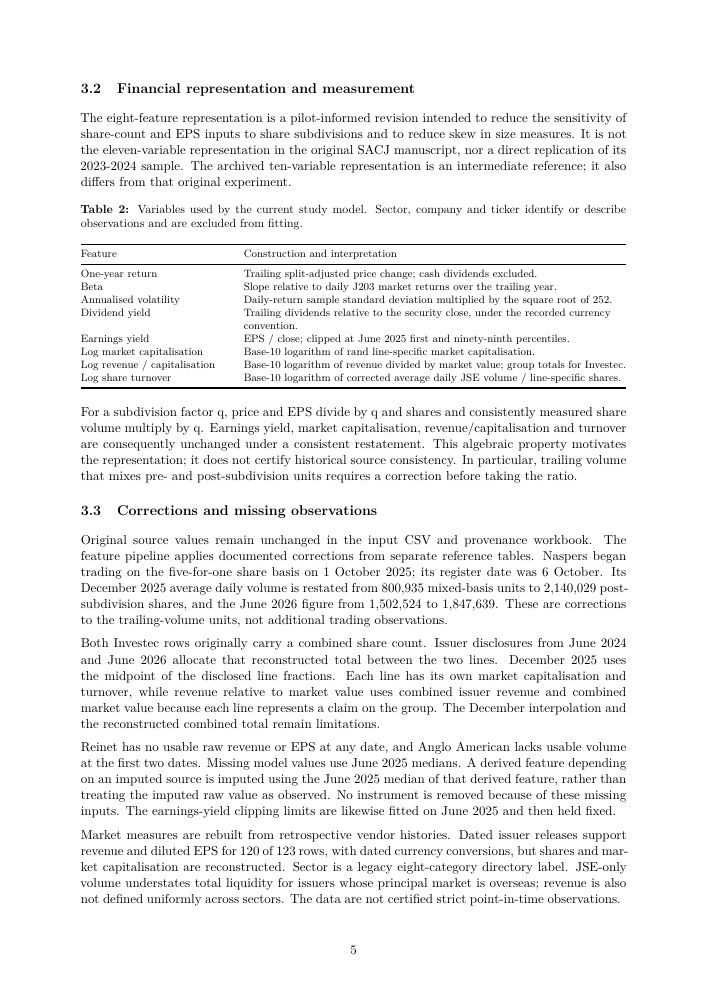 3.2 Financial representation and measurement
The eight-feature representation is a pilot-informed revision intended to reduce the sensitivity of
share-count and EPS inputs to share subdivisions and to reduce skew in size measures. It is not
the eleven-variable representation in the original SACJ manuscript, nor a direct replication of its
2023-2024 sample. The archived ten-variable representation is an intermediate reference; it also
differs from that original experiment.
Table 2: Variables used by the current study model. Sector, company and ticker identify or describe
observations and are excluded from fitting.
Feature Construction and interpretation
One-year return Trailing split-adjusted price change; cash dividends excluded.
Beta Slope relative to daily J203 market returns over the trailing year.
Annualised volatility Daily-return sample standard deviation multiplied by the square root of 252.
Dividend yield Trailing dividends relative to the security close, under the recorded currency
convention.
Earnings yield EPS / close; clipped at June 2025 first and ninety-ninth percentiles.
Log market capitalisation Base-10 logarithm of rand line-specific market capitalisation.
Log revenue / capitalisation Base-10 logarithm of revenue divided by market value; group totals for Investec.
Log share turnover Base-10 logarithm of corrected average daily JSE volume / line-specific shares.
For a subdivision factor q, price and EPS divide by q and shares and consistently measured share
volume multiply by q. Earnings yield, market capitalisation, revenue/capitalisation and turnover
are consequently unchanged under a consistent restatement. This algebraic property motivates
the representation; it does not certify historical source consistency. In particular, trailing volume
that mixes pre- and post-subdivision units requires a correction before taking the ratio.
3.3 Corrections and missing observations
Original source values remain unchanged in the input CSV and provenance workbook. The
feature pipeline applies documented corrections from separate reference tables. Naspers began
trading on the five-for-one share basis on 1 October 2025; its register date was 6 October. Its
December 2025 average daily volume is restated from 800,935 mixed-basis units to 2,140,029 post-
subdivision shares, and the June 2026 figure from 1,502,524 to 1,847,639. These are corrections
to the trailing-volume units, not additional trading observations.
Both Investec rows originally carry a combined share count. Issuer disclosures from June 2024
and June 2026 allocate that reconstructed total between the two lines. December 2025 uses
the midpoint of the disclosed line fractions. Each line has its own market capitalisation and
turnover, while revenue relative to market value uses combined issuer revenue and combined
market value because each line represents a claim on the group. The December interpolation and
the reconstructed combined total remain limitations.
Reinet has no usable raw revenue or EPS at any date, and Anglo American lacks usable volume
at the first two dates. Missing model values use June 2025 medians. A derived feature depending
on an imputed source is imputed using the June 2025 median of that derived feature, rather than
treating the imputed raw value as observed. No instrument is removed because of these missing
inputs. The earnings-yield clipping limits are likewise fitted on June 2025 and then held fixed.
Market measures are rebuilt from retrospective vendor histories. Dated issuer releases support
revenue and diluted EPS for 120 of 123 rows, with dated currency conversions, but shares and mar-
ket capitalisation are reconstructed. Sector is a legacy eight-category directory label. JSE-only
volume understates total liquidity for issuers whose principal market is overseas; revenue is also
not defined uniformly across sectors. The data are not certified strict point-in-time observations.
5